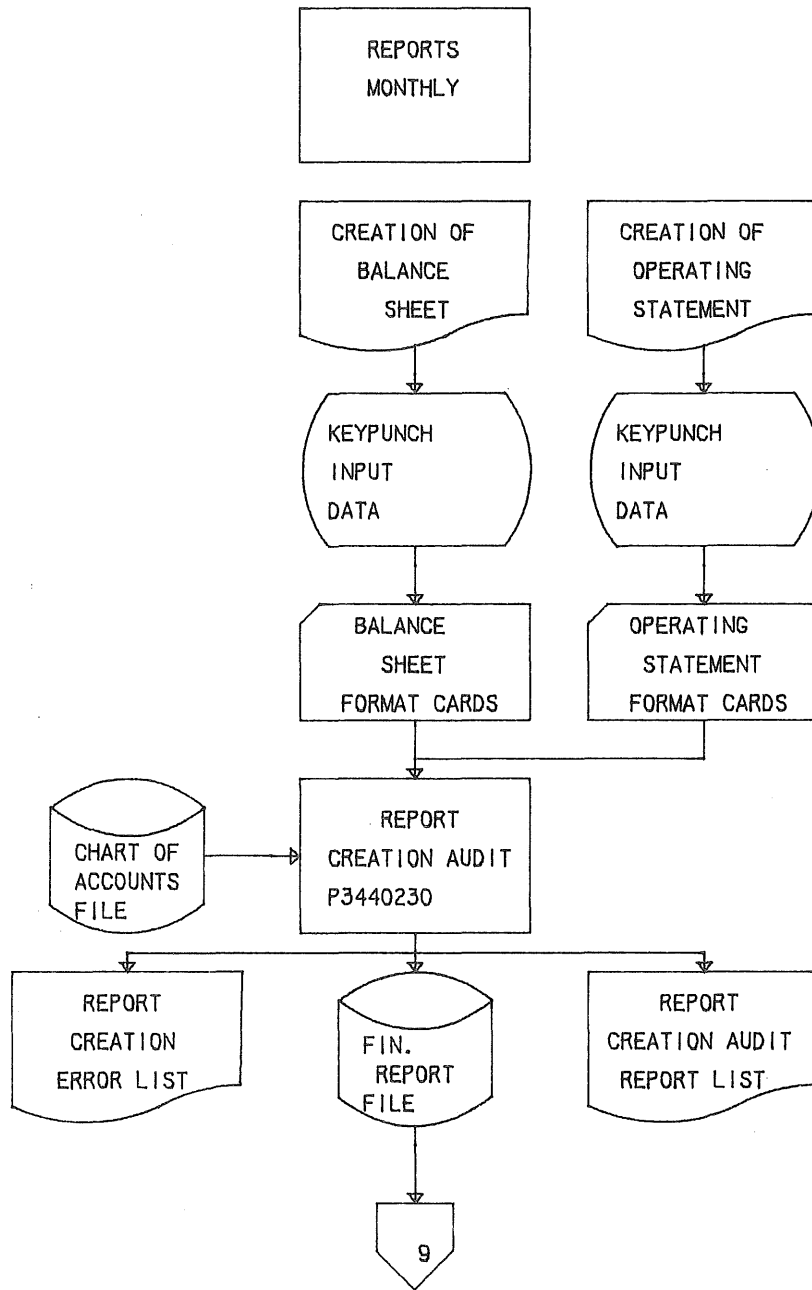 REPORTS
MONTHLY
CREATION OF
BALANCE
SHEET
CREATION OF
OPERATING
STATEMENT
KEYPUNCH
INPUT
DATA
KEYPUNCH
INPUT
DATA
BALANCE
SHEET
FORMAT CARDS
OPERATING
STATEMENT
FORMAT CARDS
CHART OF
ACCOUNTS
FILE
REPORT
CREATION AUDIT
P3440230
REPORT
CREATION
ERROR LIST
FIN.
REPORT
FILE
REPORT
CREATION AUDIT
REPORT LIST
9